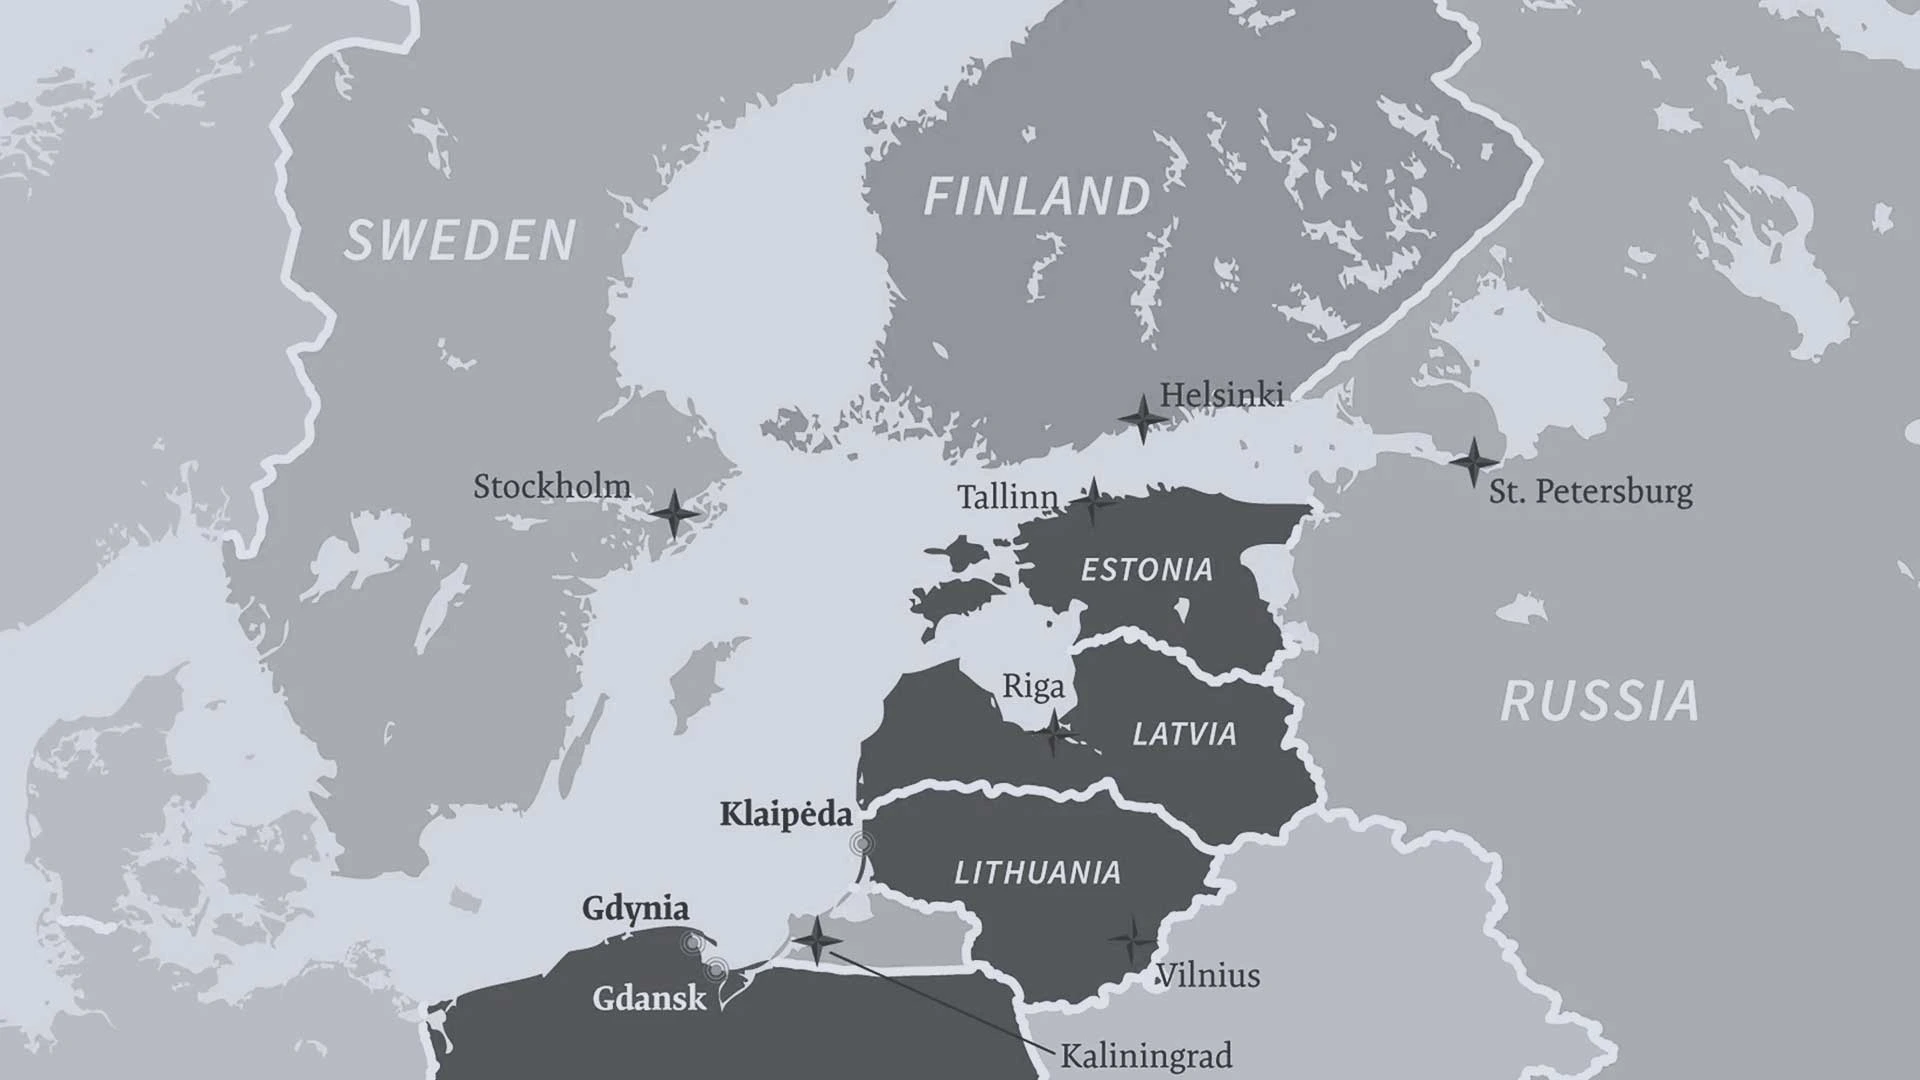 FINLAND
SWEDEN
Helsinki
Stockholm
Tallinn
St. Petersburg
ESTONIA
Riga
RUSSIA
LATVIA
Klaipėda
LITHUANIA
Gdynia
Vilnius
Gdansk
Kaliningrad